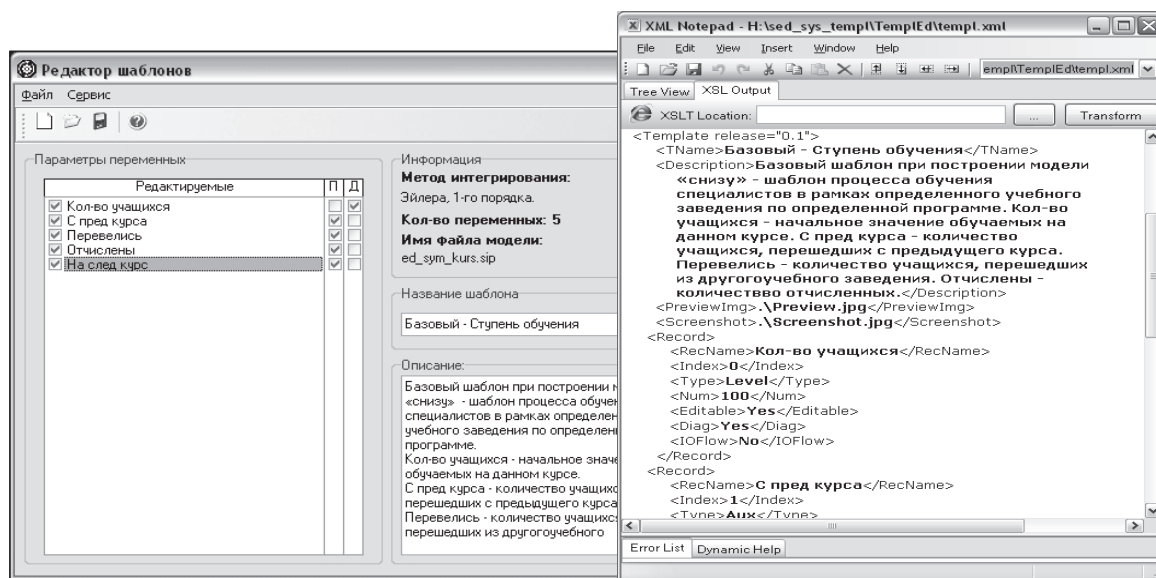 Редактор шаблонов
Файл Сервис
Параметры переменных
Редактируемые П Д
Кол-во учащихся
С пред курса
Перевелись
Отчислены
На след курс
Информация
Метод интегрирования:
Эйлера, 1-го порядка.
Кол-во переменных: 5
Имя файла модели:
ed_sym_kurs.sip
Название шаблона
Базовый - Ступень обучения
Описание:
Базовый шаблон при построении
«снизу» - шаблон процесса
специалистов в рамках
учебного заведения по
программе.
Кол-во учащихся - начальное
обучаемых на данном курсе.
С пред курса - количество
перешедших с предыдущего курса
Перевелись - количество
перешедших из другогоучебного
XML Notepad - H:\sed_sys_templ\TemplEd\templ.xml
File Edit View Insert Window Help
empl\TemplEd\templ.xml
Tree View XSL Output
XSLT Location: ... Transform
<Template release="0.1">
<TName>Базовый - Ступень обучения</TName>
<Description>Базовый шаблон при построении модели
«снизу» - шаблон процесса обучения
специалистов в рамках определенного учебного
заведения по определенной программе. Кол-во
учащихся - начальное значение обучаемых на
данном курсе. С пред курса - количество
учащихся, перешедших с предыдущего курса.
Перевелись - количество учащихся, перешедших
из другогоучебного заведения. Отчислены -
количествво отчисленных.</Description>
<PreviewImg>.\Preview.jpg</PreviewImg>
<Screenshot>.\Screenshot.jpg</Screenshot>
<Record>
<RecName>Кол-во учащихся</RecName>
<Index>0</Index>
<Type>Level</Type>
<Num>100</Num>
<Editable>Yes</Editable>
<Diag>Yes</Diag>
<IOFlow>No</IOFlow>
</Record>
<Record>
<RecName>С пред курса</RecName>
<Index>1</Index>
<Type>Aux</Type>
Error List Dynamic Help